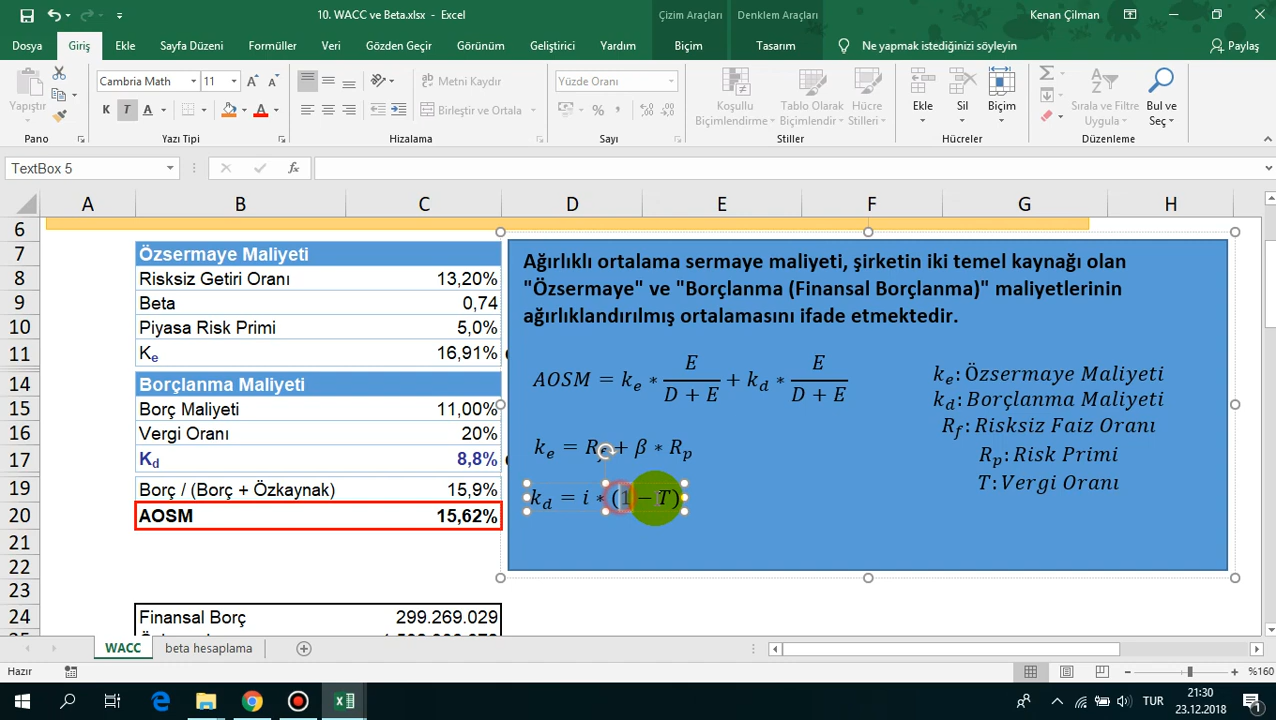 10. WACC ve Beta.xlsx - Excel
Çizim Araçları
Denklem Araçları
Kenan Çilman
Dosya Giriş Ekle Sayfa Düzeni Formüller Veri Gözden Geçir Görünüm Geliştirici Yardım Biçim Tasarım Ne yapmak istediğinizi söyleyin Paylaş
Yapıştır
Cambria Math 11
K T A
Metni Kaydır
Birleştir ve Ortala
Yüzde Oranı
Koşullu Biçimlendirme
Tablo Olarak Biçimlendir
Hücre Stilleri
Ekle Sil Biçim
Sırala ve Filtre Uygula
Bul ve Seç
Pano Yazı Tipi Hizalama Sayı Stiller Hücreler Düzenleme
TextBox 5
fx
A B C D E F G H
6
7 Özsermaye Maliyeti
8 Risksiz Getiri Oranı 13,20%
9 Beta 0,74
10 Piyasa Risk Primi 5,0%
11 Ke 16,91%
14 Borçlanma Maliyeti
15 Borç Maliyeti 11,00%
16 Vergi Oranı 20%
17 Kd 8,8%
19 Borç / (Borç + Özkaynak) 15,9%
20 AOSM 15,62%
21
22
23
24 Finansal Borç 299.269.029
Ağırlıklı ortalama sermaye maliyeti, şirketin iki temel kaynağı olan
"Özsermaye" ve "Borçlanma (Finansal Borçlanma)" maliyetlerinin
ağırlıklandırılmış ortalamasını ifade etmektedir.
AOSM = ke * E / D + E + kd * E / D + E
ke = Rf + β * Rp
kd = i * (1 − T)
ke: Özsermaye Maliyeti
kd: Borçlanma Maliyeti
Rf: Risksiz Faiz Oranı
Rp: Risk Primi
T: Vergi Oranı
WACC beta hesaplama
Hazır
%160
TUR
21:30
23.12.2018
1